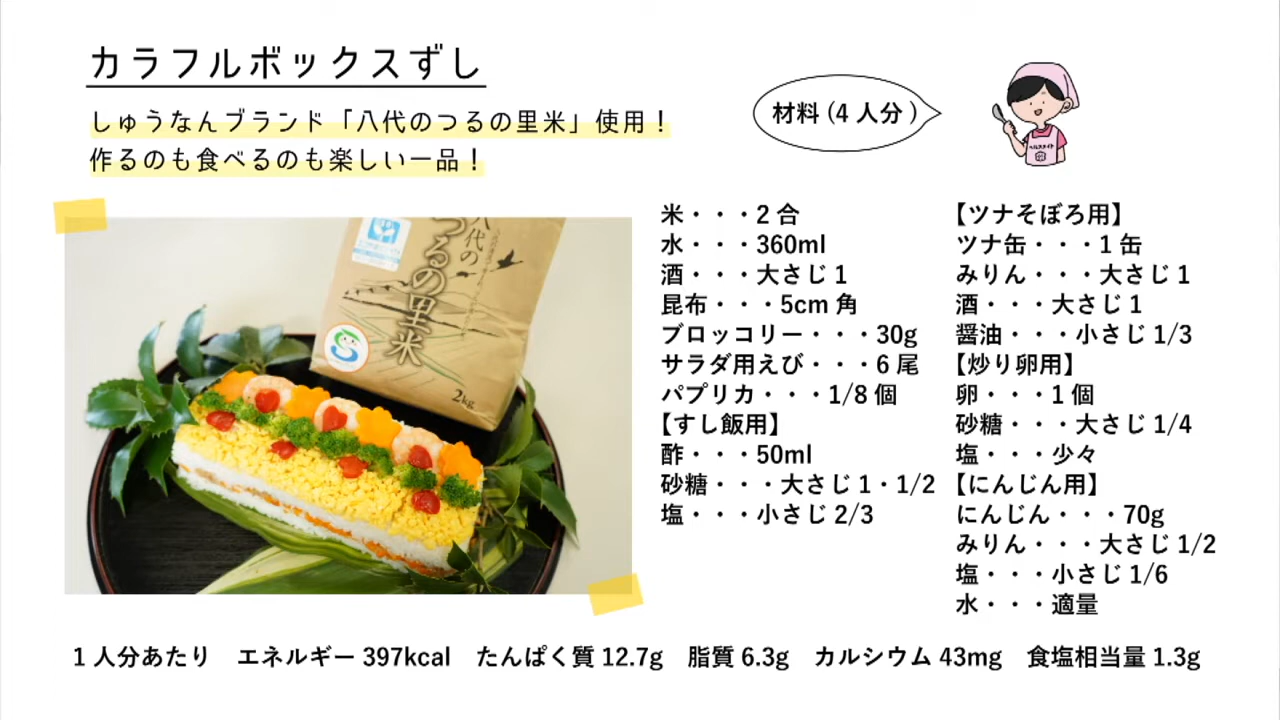 カラフルボックスずし
しゅうなんブランド「八代のつるの里米」使用！
作るのも食べるのも楽しい一品！
材料(4人分)
ヘルスメイト
八代の
つるの里米
2kg
米・・・2合
水・・・360ml
酒・・・大さじ1
昆布・・・5cm角
ブロッコリー・・・30g
サラダ用えび・・・6尾
パプリカ・・・1/8個
【すし飯用】
酢・・・50ml
砂糖・・・大さじ1・1/2
塩・・・小さじ2/3
【ツナそぼろ用】
ツナ缶・・・1缶
みりん・・・大さじ1
酒・・・大さじ1
醤油・・・小さじ1/3
【炒り卵用】
卵・・・1個
砂糖・・・大さじ1/4
塩・・・少々
【にんじん用】
にんじん・・・70g
みりん・・・大さじ1/2
塩・・・小さじ1/6
水・・・適量
1人分あたり　エネルギー397kcal　たんぱく質12.7g　脂質6.3g　カルシウム43mg　食塩相当量1.3g